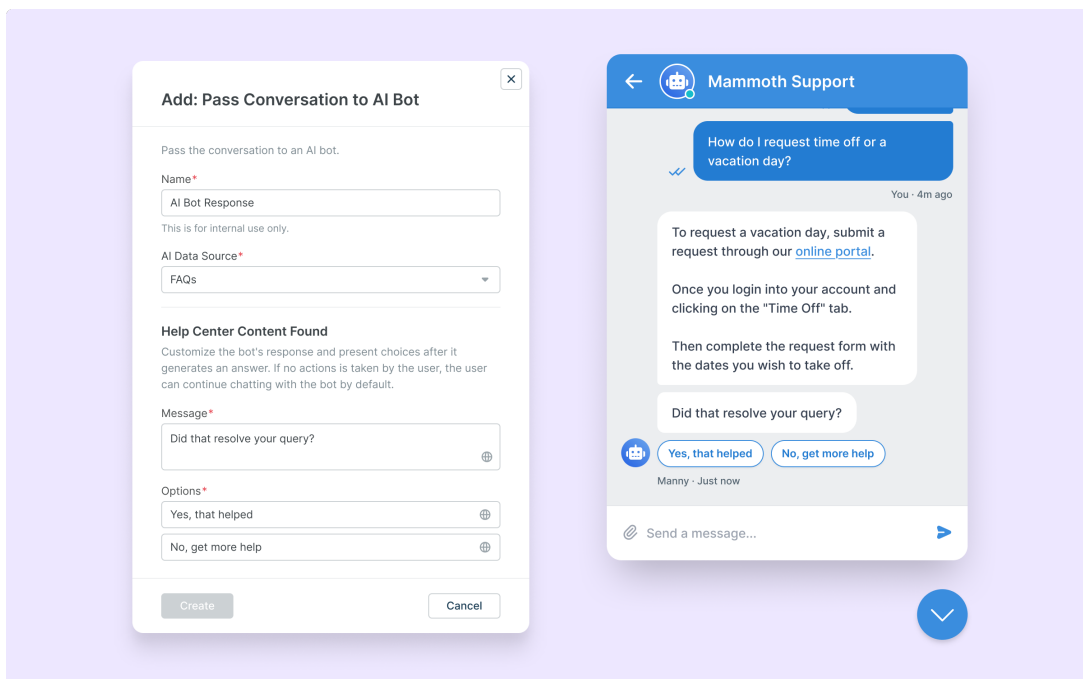 Add: Pass Conversation to AI Bot
Pass the conversation to an AI bot.
Name*
AI Bot Response
This is for internal use only.
AI Data Source*
FAQs
Help Center Content Found
Customize the bot's response and present choices after it
generates an answer. If no actions is taken by the user, the user
can continue chatting with the bot by default.
Message*
Did that resolve your query?
Options*
Yes, that helped
No, get more help
Create
Cancel
Mammoth Support
How do I request time off or a
vacation day?
You · 4m ago
To request a vacation day, submit a
request through our online portal.
Once you login into your account and
clicking on the "Time Off" tab.
Then complete the request form with
the dates you wish to take off.
Did that resolve your query?
Yes, that helped
No, get more help
Manny · Just now
Send a message...